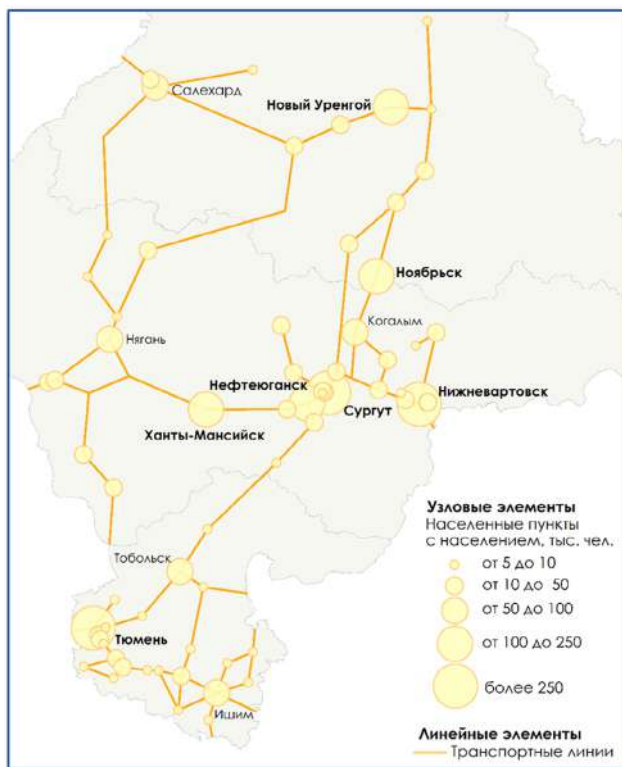 Салехард
Новый Уренгой
Ноябрьск
Когалым
Нягань
Нефтеюганск
Нижневартовск
Сургут
Ханты-Мансийск
Тобольск
Тюмень
Ишим
Узловые элементы
Населенные пункты
с населением, тыс. чел.
от 5 до 10
от 10 до 50
от 50 до 100
от 100 до 250
более 250
Линейные элементы
Транспортные линии